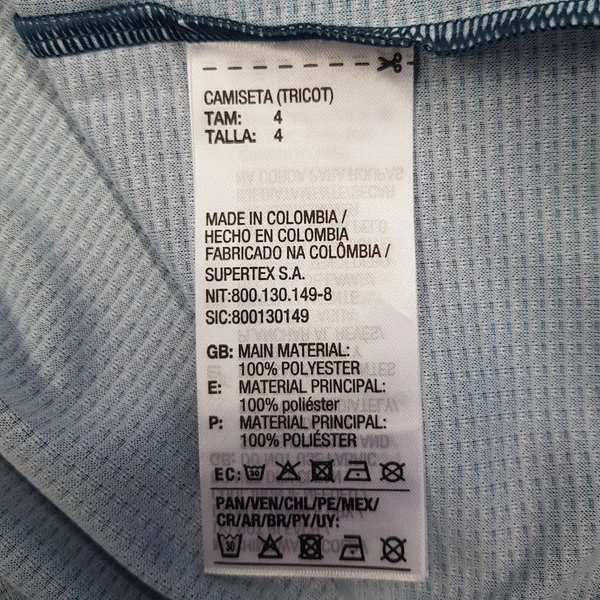 CAMISETA (TRICOT)
TAM: 4
TALLA: 4
MADE IN COLOMBIA /
HECHO EN COLOMBIA
FABRICADO NA COLÔMBIA /
SUPERTEX S.A.
NIT:800.130.149-8
SIC:800130149
GB: MAIN MATERIAL:
100% POLYESTER
E: MATERIAL PRINCIPAL:
100% poliéster
P: MATERIAL PRINCIPAL:
100% POLIÉSTER
EC: 30
PAN/VEN/CHL/PE/MEX/
CR/AR/BR/PY/UY:
30